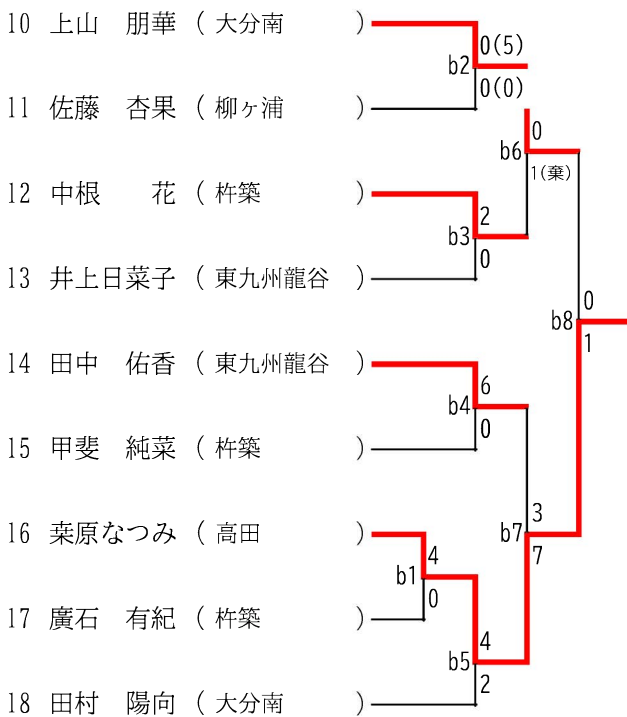 10 上山 朋華 ( 大分南 )
0(5)
b2
0(0)
11 佐藤 杏果 ( 柳ヶ浦 )
0
b6
1(棄)
12 中根 花 ( 杵築 )
2
b3
0
13 井上日菜子 ( 東九州龍谷 )
0
b8
1
14 田中 佑香 ( 東九州龍谷 )
6
b4
0
15 甲斐 純菜 ( 杵築 )
3
b7
7
16 桒原なつみ ( 高田 )
4
b1
0
17 廣石 有紀 ( 杵築 )
4
b5
2
18 田村 陽向 ( 大分南 )